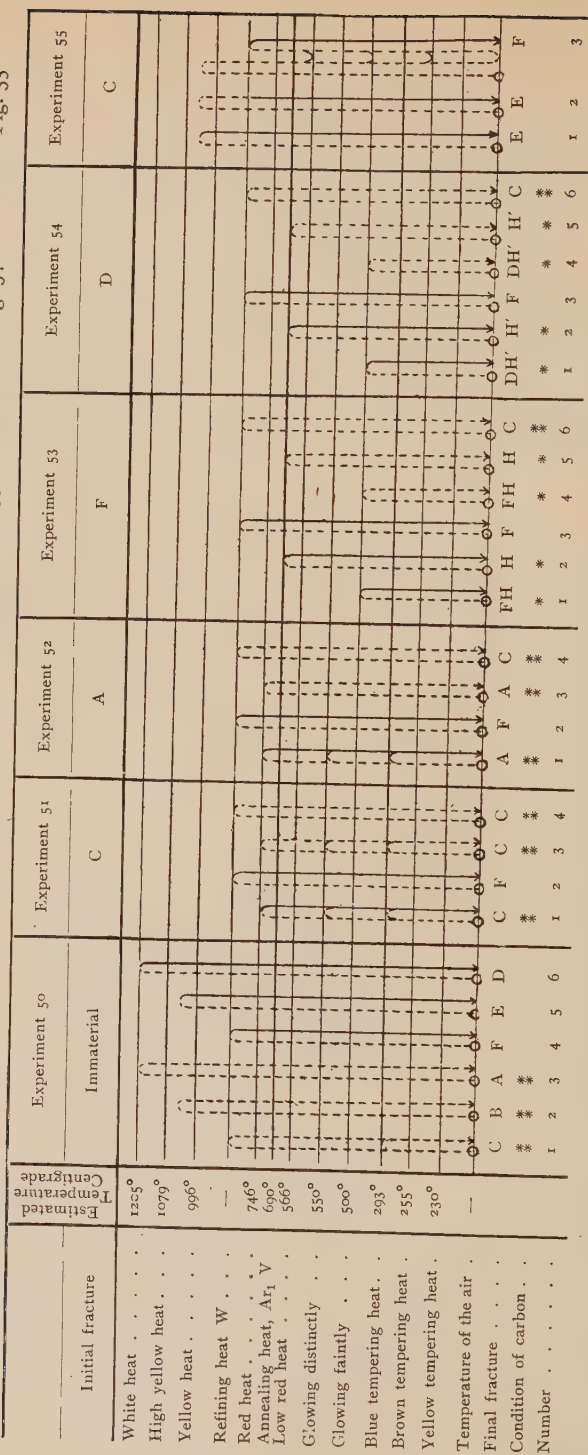 Estimated Temperature Centigrade Experiment 50 Experiment 51 Experiment 52 Experiment 53 Experiment 54 Experiment 55
Initial fracture Immaterial C A F D C
White heat . . . . . 1205°
High yellow heat . . . 1079°
Yellow heat . . . . . 996°
Refining heat W . . . —
Red heat . . . . . . 746°
Annealing heat, Ar₁ V 690°
Low red heat . . . . 566°
Glowing distinctly . . 550°
Glowing faintly . . . 500°
Blue tempering heat . . 293°
Brown tempering heat . 255°
Yellow tempering heat . 230°
Temperature of the air . —
Final fracture . . . . C B A F E D C F C C A F A C FH H F FH H C DH' H' F DH' H' C E E F
Condition of carbon . . ** ** ** ** ** ** ** ** ** * * * * ** * * * * **
Number . . . . . . 1 2 3 4 5 6 1 2 3 4 1 2 3 4 1 2 3 4 5 6 1 2 3 4 5 6 1 2 3